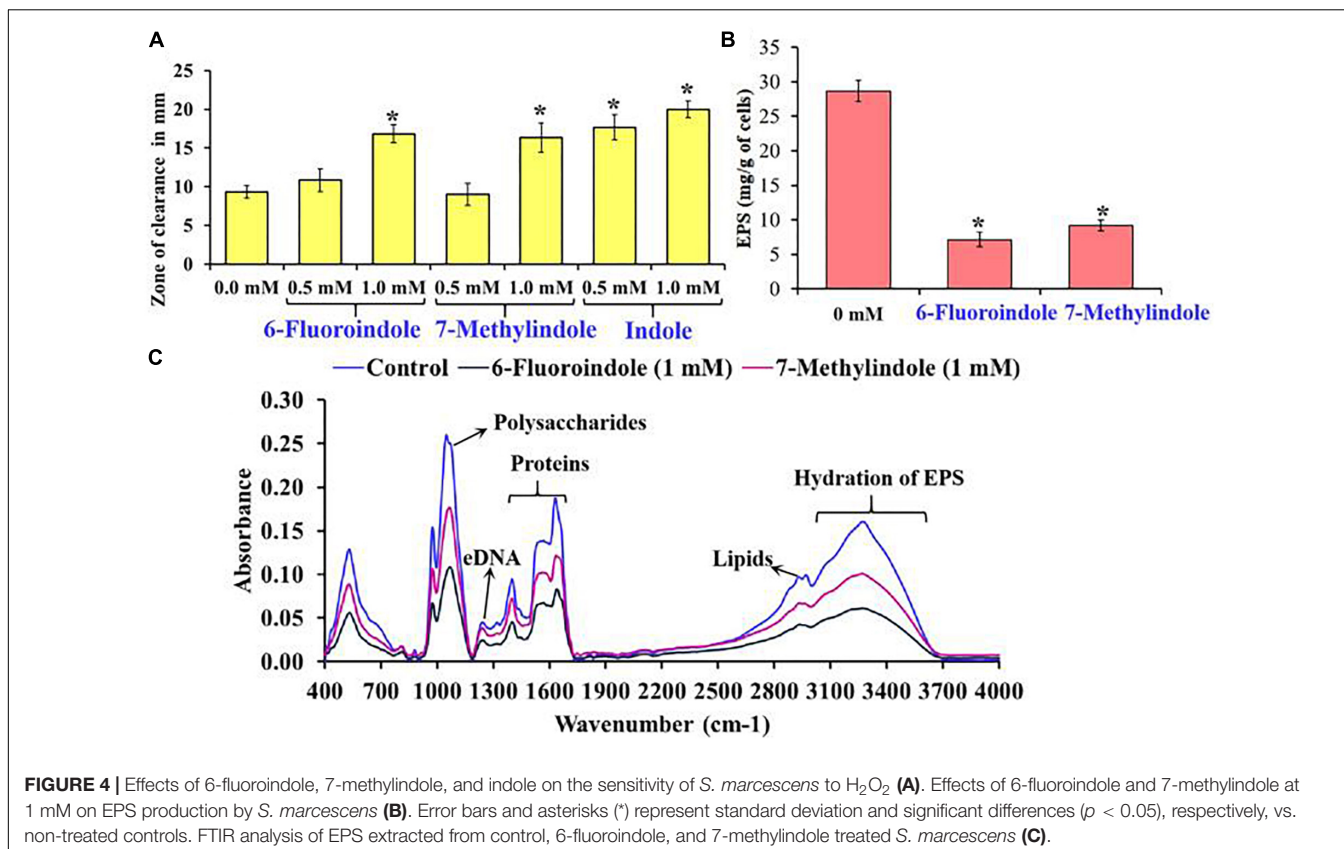 A
Zone of clearance in mm
25
20
15
10
5
0
*
*
*
*
0.0 mM 0.5 mM 1.0 mM 0.5 mM 1.0 mM 0.5 mM 1.0 mM
6-Fluoroindole 7-Methylindole Indole
B
EPS (mg/g of cells)
35
30
25
20
15
10
5
0
*
*
0 mM 6-Fluoroindole 7-Methylindole
C
Control 6-Fluoroindole (1 mM) 7-Methylindole (1 mM)
Absorbance
0.30
0.25
0.20
0.15
0.10
0.05
0.00
Polysaccharides
Proteins
eDNA
Hydration of EPS
Lipids
400 700 1000 1300 1600 1900 2200 2500 2800 3100 3400 3700 4000
Wavenumber (cm-1)
FIGURE 4 | Effects of 6-fluoroindole, 7-methylindole, and indole on the sensitivity of S. marcescens to H2O2 (A). Effects of 6-fluoroindole and 7-methylindole at
1 mM on EPS production by S. marcescens (B). Error bars and asterisks (*) represent standard deviation and significant differences (p < 0.05), respectively, vs.
non-treated controls. FTIR analysis of EPS extracted from control, 6-fluoroindole, and 7-methylindole treated S. marcescens (C).